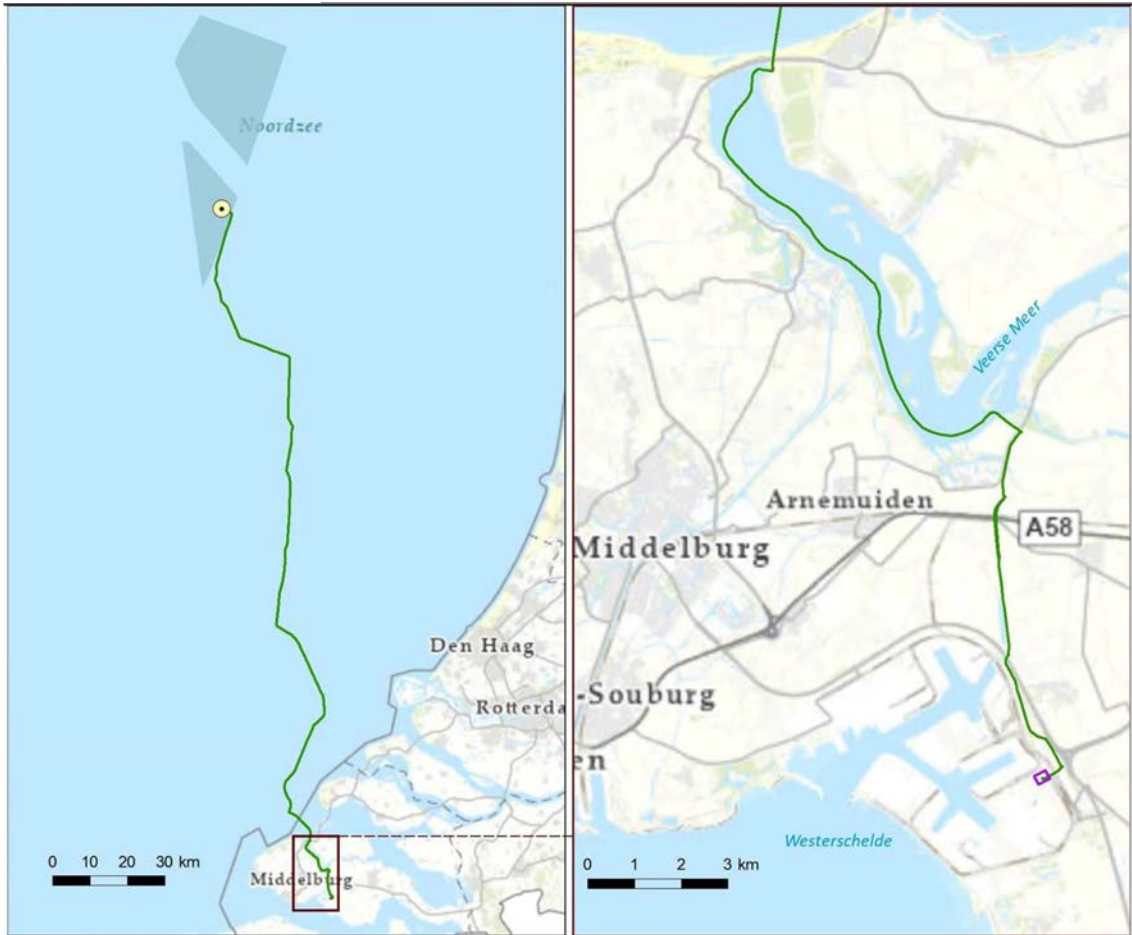 Noordzee
Den Haag
Rotterda
Middelburg
0 10 20 30 km
Veerse Meer
Arnemuiden
A58
Middelburg
-Souburg
en
Westerschelde
0 1 2 3 km